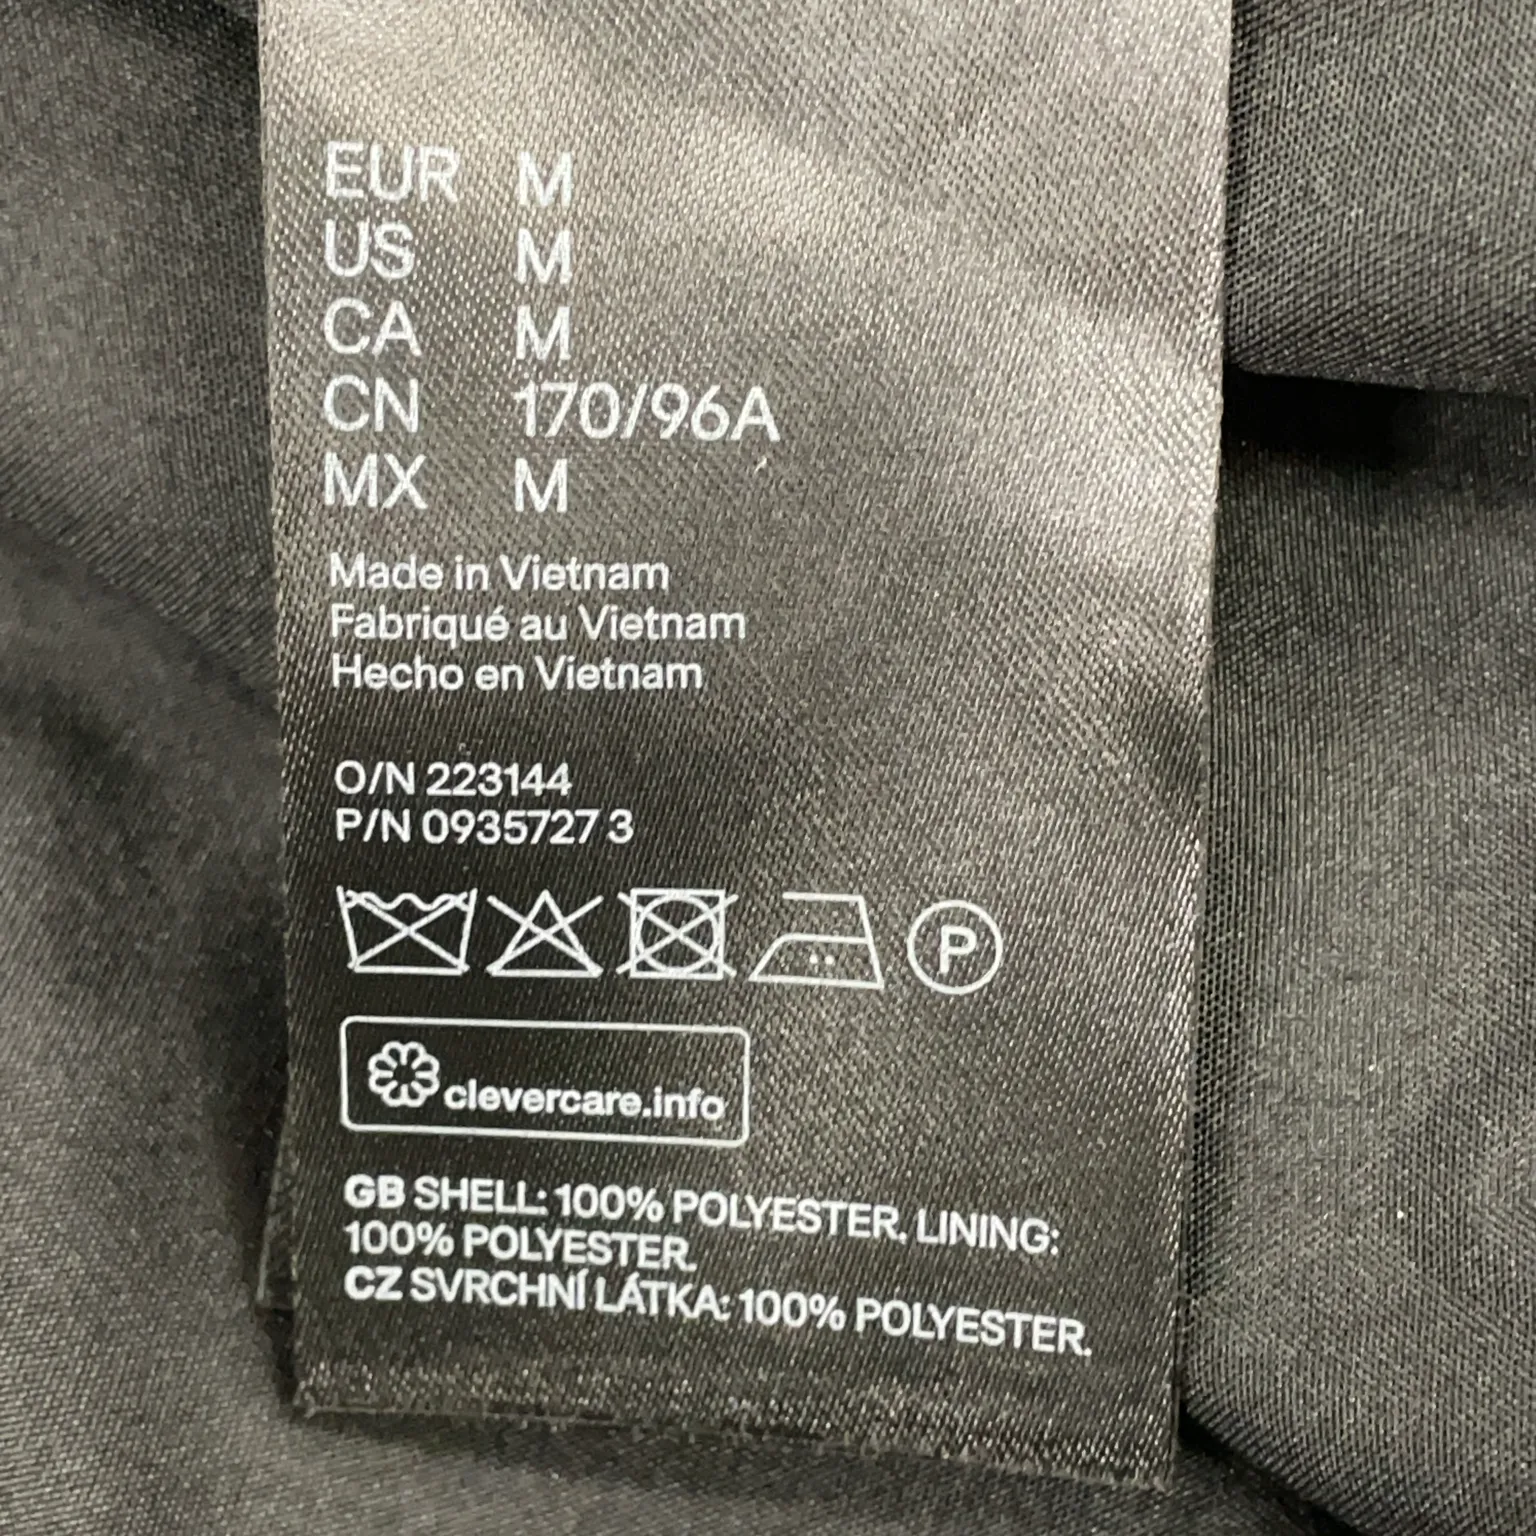 EUR M
US M
CA M
CN 170/96A
MX M
Made in Vietnam
Fabriqué au Vietnam
Hecho en Vietnam
O/N 223144
P/N 0935727 3
P
clevercare.info
GB SHELL: 100% POLYESTER. LINING:
100% POLYESTER.
CZ SVRCHNÍ LÁTKA: 100% POLYESTER.